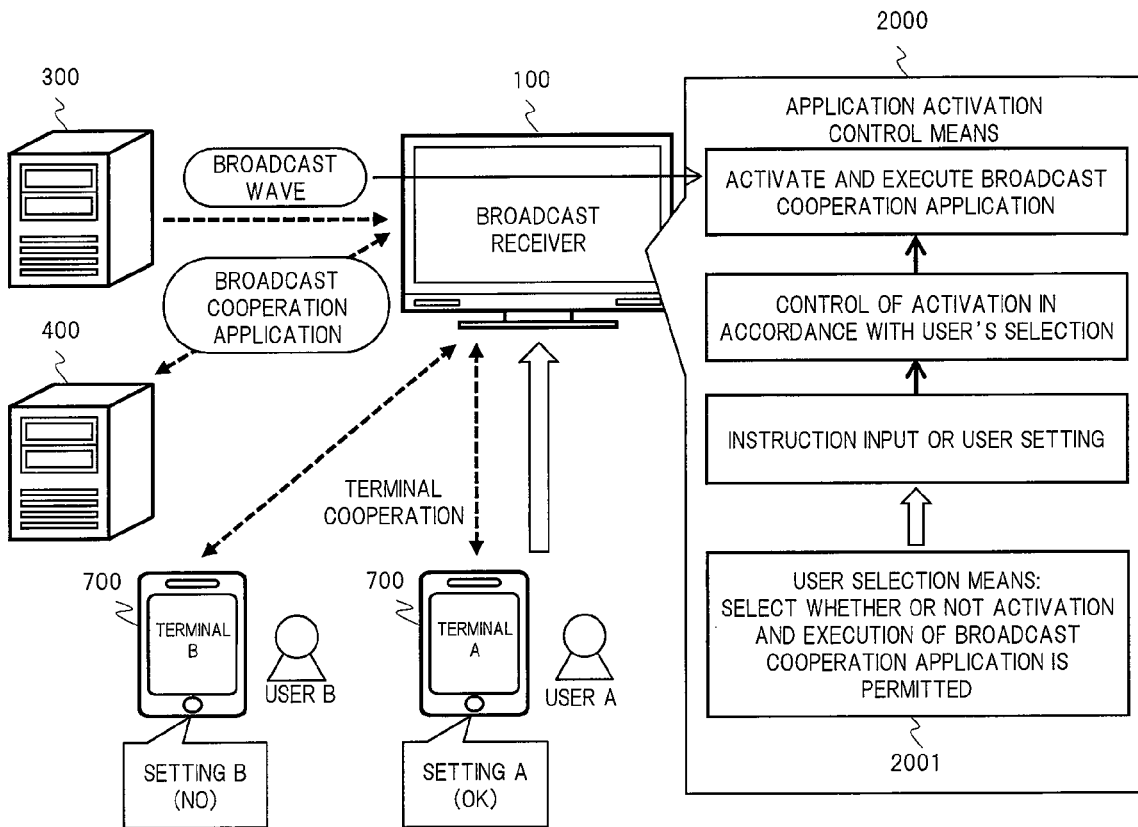 2000
300
100
APPLICATION ACTIVATION
CONTROL MEANS
BROADCAST
WAVE
BROADCAST
RECEIVER
ACTIVATE AND EXECUTE BROADCAST
COOPERATION APPLICATION
BROADCAST
COOPERATION
APPLICATION
CONTROL OF ACTIVATION IN
ACCORDANCE WITH USER'S SELECTION
400
INSTRUCTION INPUT OR USER SETTING
TERMINAL
COOPERATION
700
TERMINAL
B
USER B
700
TERMINAL
A
USER A
USER SELECTION MEANS:
SELECT WHETHER OR NOT ACTIVATION
AND EXECUTION OF BROADCAST
COOPERATION APPLICATION IS
PERMITTED
SETTING B
(NO)
SETTING A
(OK)
2001